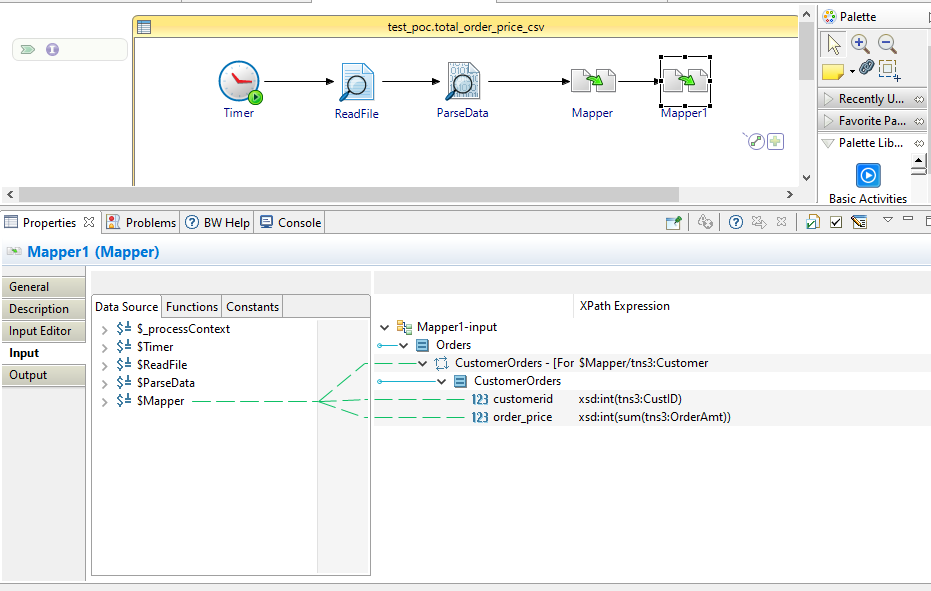 test_poc.total_order_price_csv
Timer
ReadFile
ParseData
Mapper
Mapper1
Palette
Recently U...
Favorite Pa...
Palette Lib...
Basic Activities
Properties
Problems
BW Help
Console
Mapper1 (Mapper)
General
Description
Input Editor
Input
Output
Data Source
Functions
Constants
$_processContext
$Timer
$ReadFile
$ParseData
$Mapper
XPath Expression
Mapper1-input
Orders
CustomerOrders - [For $Mapper/tns3:Customer
CustomerOrders
customerid xsd:int(tns3:CustID)
order_price xsd:int(sum(tns3:OrderAmt))